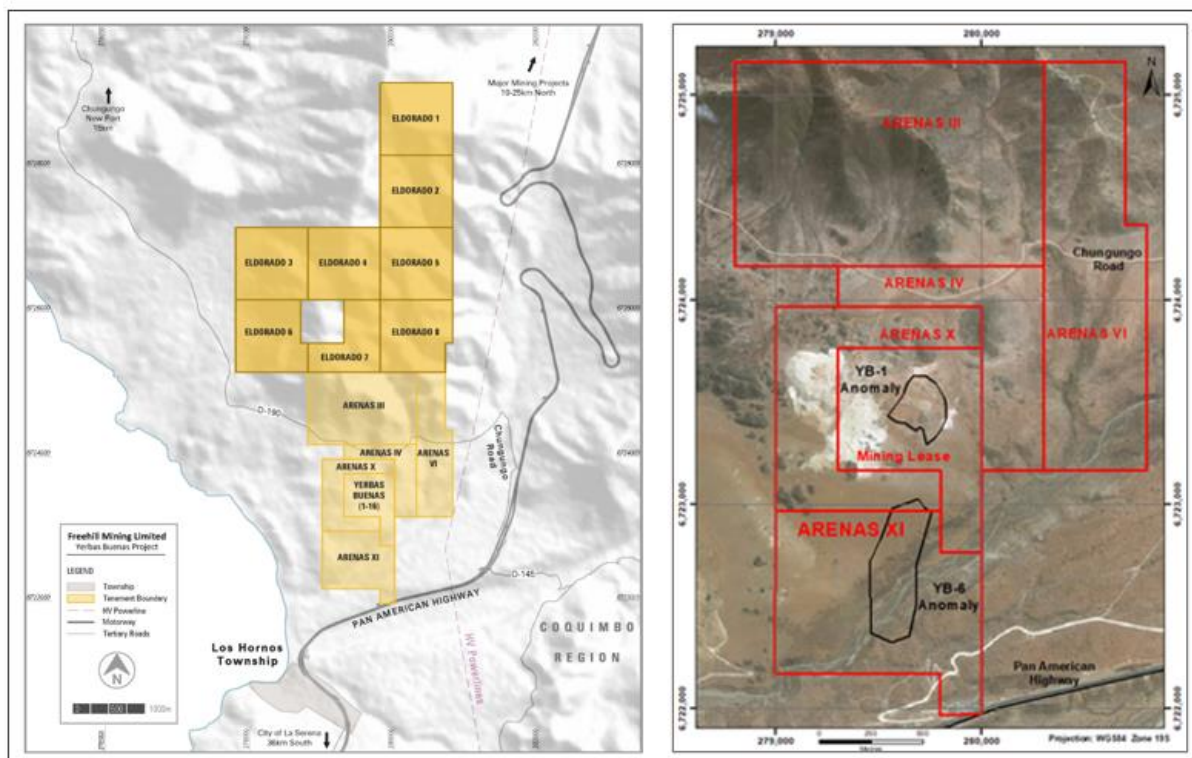 Chungungo
New Port
15km
Major Mining Projects
10-25km North
ELDORADO 1
ELDORADO 2
ELDORADO 3
ELDORADO 4
ELDORADO 5
ELDORADO 6
ELDORADO 7
ELDORADO 8
ARENAS III
D-190
ARENAS IV
ARENAS
VI
ARENAS X
YERBAS
BUENAS
(1-16)
ARENAS XI
Chungungo
Road
D-145
PAN AMERICAN HIGHWAY
HV Powerlines
COQUIMBO
REGION
Los Hornos
Township
City of La Serena
36km South
Freehill Mining Limited
Yerbas Buenas Project
LEGEND
Township
Tenement Boundary
HV Powerline
Motorway
Tertiary Roads
N
1000m
279,000
280,000
N
6,725,000
ARENAS III
Chungungo
Road
6,724,000
ARENAS IV
ARENAS X
ARENAS VI
YB-1
Anomaly
Mining Lease
6,723,000
ARENAS XI
YB-6
Anomaly
Pan American
Highway
6,722,000
279,000
280,000
0
Metres
Projection: WGS84 Zone 19S